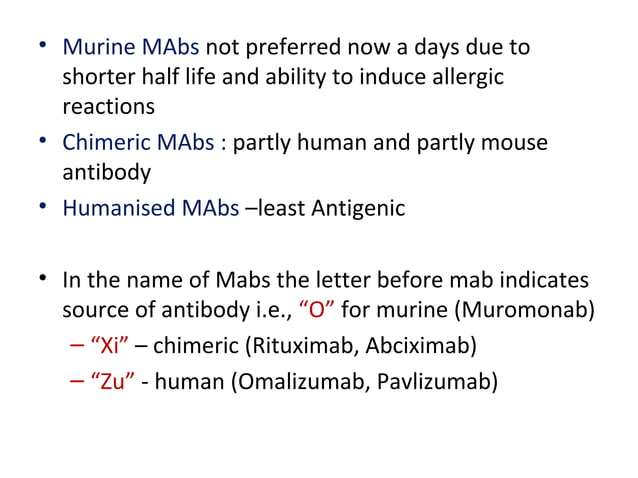 • Murine MAbs not preferred now a days due to
shorter half life and ability to induce allergic
reactions
• Chimeric MAbs : partly human and partly mouse
antibody
• Humanised MAbs –least Antigenic
• In the name of Mabs the letter before mab indicates
source of antibody i.e., “O” for murine (Muromonab)
– “Xi” – chimeric (Rituximab, Abciximab)
– “Zu” - human (Omalizumab, Pavlizumab)